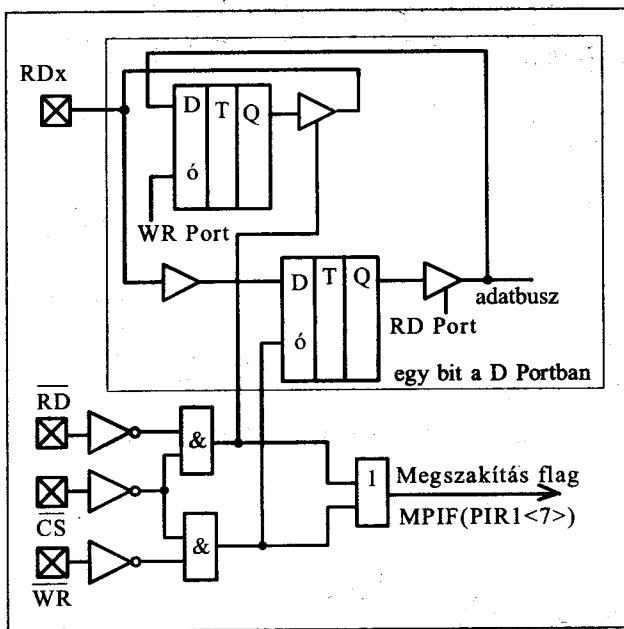 RDx
D T Q
ó
WR Port
D T Q
ó
adatbusz
RD Port
egy bit a D Portban
RD
&
1
Megszakítás flag
CS
MPIF(PIR1<7>)
&
WR